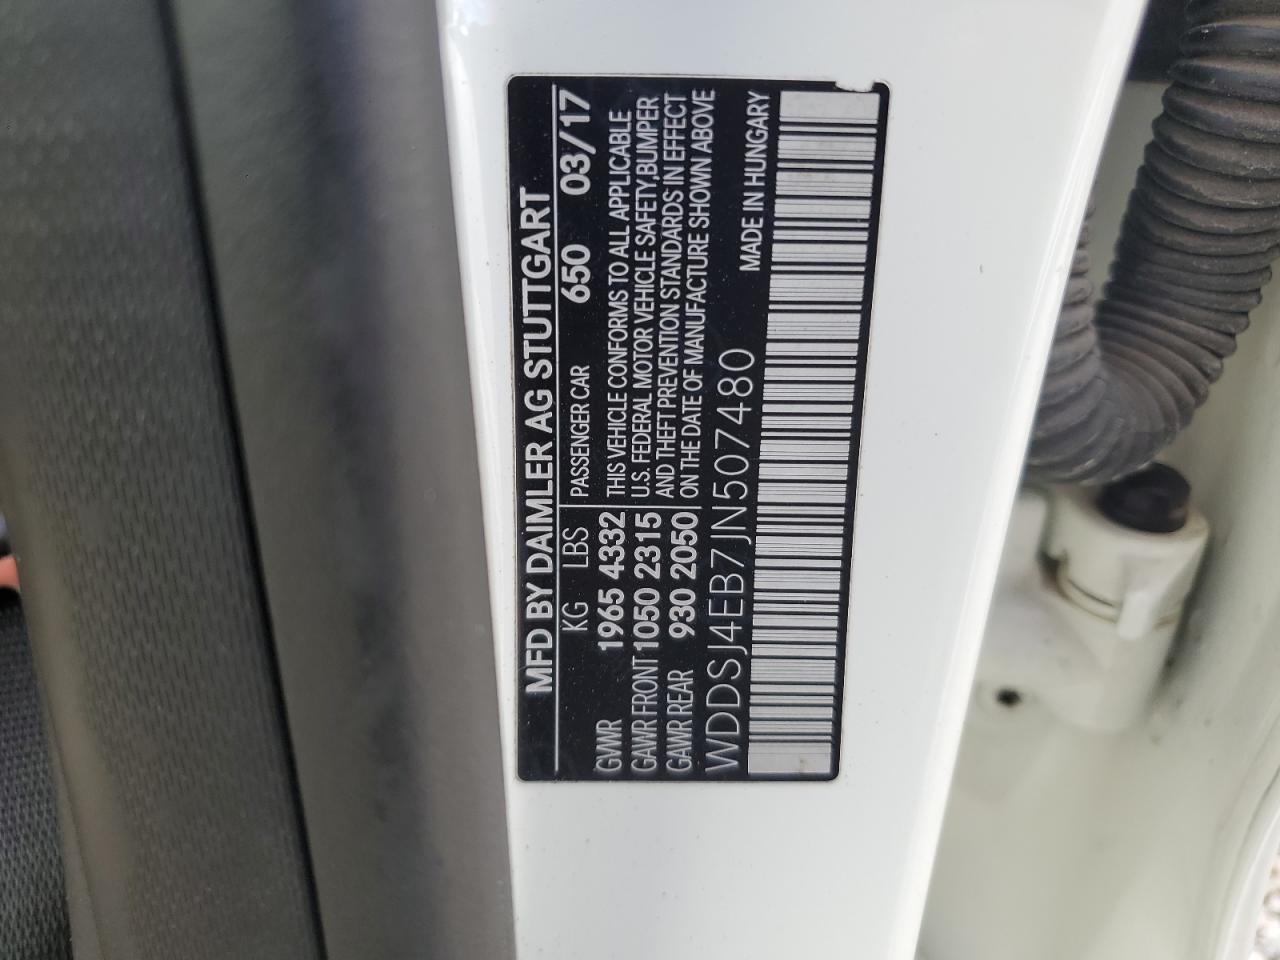 MFD BY DAIMLER AG STUTTGART
KG LBS PASSENGER CAR 650 03/17
GVWR 1965 4332 THIS VEHICLE CONFORMS TO ALL APPLICABLE
GAWR FRONT 1050 2315 U.S. FEDERAL MOTOR VEHICLE SAFETY,BUMPER
GAWR REAR 930 2050 AND THEFT PREVENTION STANDARDS IN EFFECT
ON THE DATE OF MANUFACTURE SHOWN ABOVE
WDDSJ4EB7JN507480 MADE IN HUNGARY